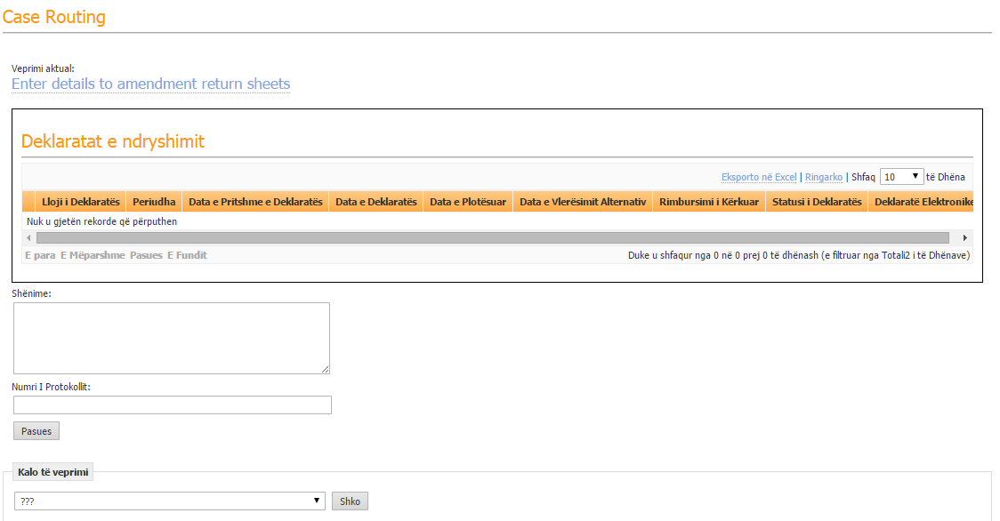 Case Routing
Veprimi aktual:
Enter details to amendment return sheets
Deklaratat e ndryshimit
Eksporto në Excel | Ringarko | Shfaq 10 të Dhëna
Lloji i Deklaratës Periudha Data e Pritshme e Deklaratës Data e Deklaratës Data e Plotësuar Data e Vlerësimit Alternativ Rimbursimi i Kërkuar Statusi i Deklaratës Deklaratë Elektronike
Nuk u gjetën rekorde që përputhen
E para E Mëparshme Pasues E Fundit Duke u shfaqur nga 0 në 0 prej 0 të dhënash (e filtruar nga Totali2 i të Dhënave)
Shënime:
Numri I Protokollit:
Pasues
Kalo të veprimi
??? Shko